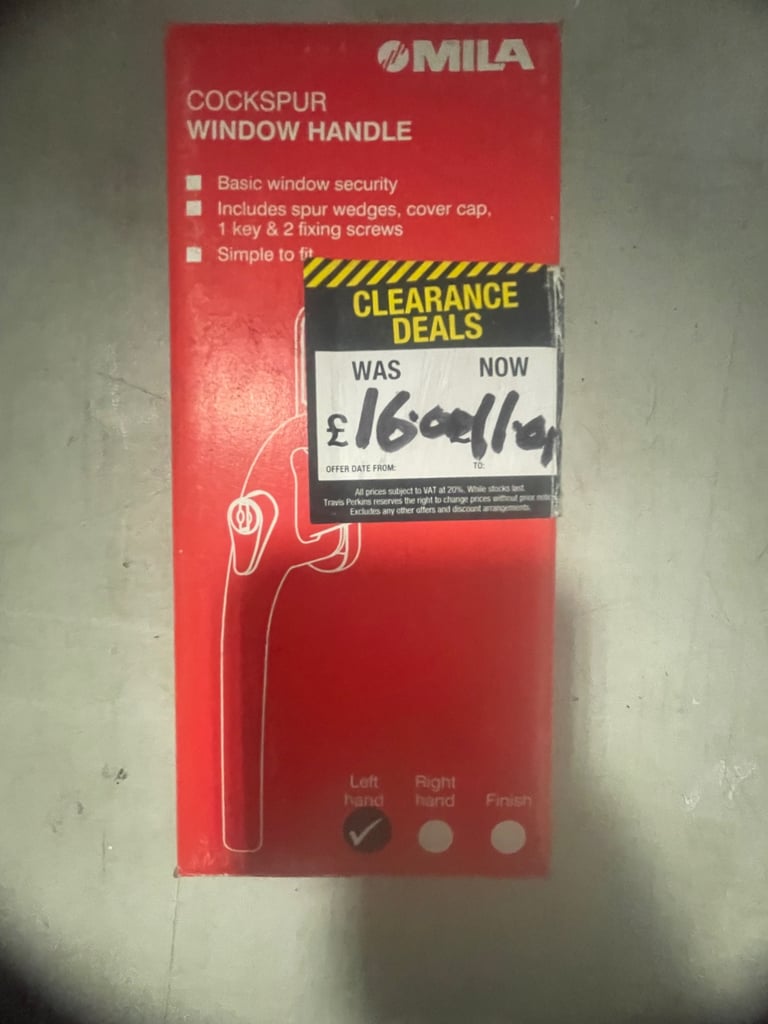 MILA
COCKSPUR
WINDOW HANDLE
Basic window security
Includes spur wedges, cover cap,
1 key & 2 fixing screws
Simple to fit
CLEARANCE
DEALS
WAS NOW
£16.00 £11.01
OFFER DATE FROM: TO:
All prices subject to VAT at 20%. While stocks last.
Travis Perkins reserves the right to change prices without prior notice
Excludes any other offers and discount arrangements.
Left Right
hand hand Finish